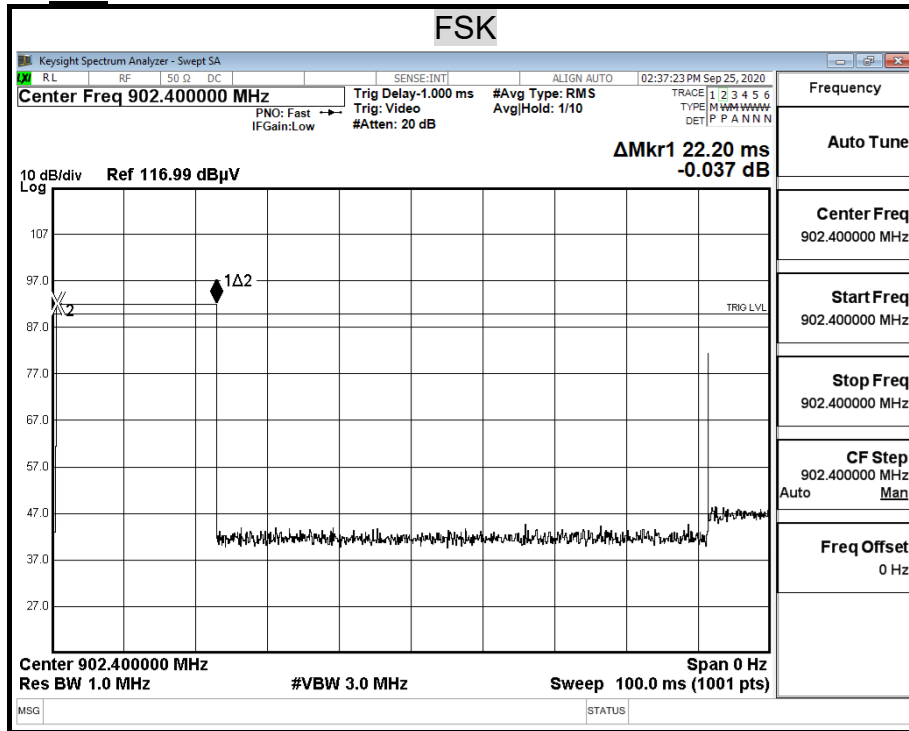 FSK
Keysight Spectrum Analyzer - Swept SA
LXI RL RF 50 Ω DC SENSE:INT ALIGN AUTO 02:37:23 PM Sep 25, 2020
Center Freq 902.400000 MHz
PNO: Fast
IFGain:Low
Trig Delay-1.000 ms
Trig: Video
#Atten: 20 dB
#Avg Type: RMS
Avg|Hold: 1/10
TRACE 1 2 3 4 5 6
TYPE M WM WWWW
DET P P A N N N
ΔMkr1 22.20 ms
-0.037 dB
10 dB/div Ref 116.99 dBµV
Log
107
97.0
87.0
77.0
67.0
57.0
47.0
37.0
27.0
1Δ2
2
TRIG LVL
Center 902.400000 MHz Span 0 Hz
Res BW 1.0 MHz #VBW 3.0 MHz Sweep 100.0 ms (1001 pts)
MSG STATUS
Frequency
Auto Tune
Center Freq
902.400000 MHz
Start Freq
902.400000 MHz
Stop Freq
902.400000 MHz
CF Step
902.400000 MHz
Auto Man
Freq Offset
0 Hz